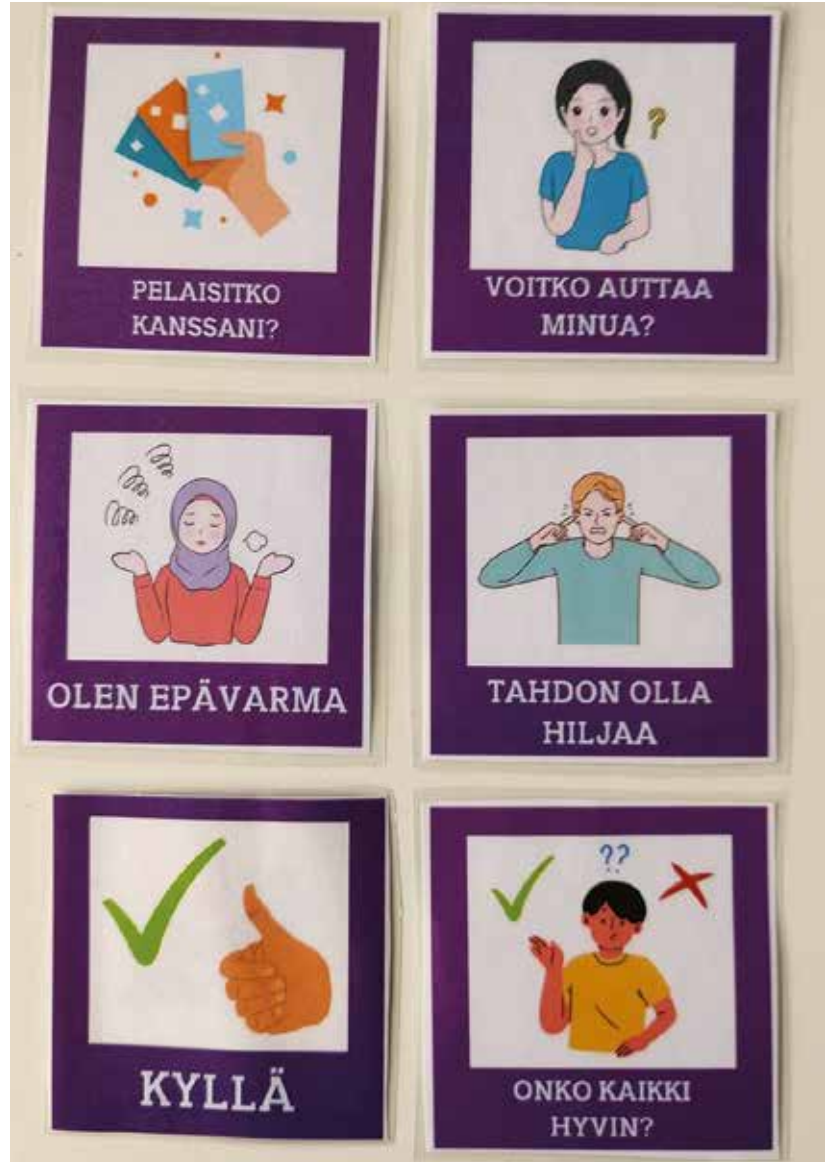 PELAISITKO
KANSSANI?
VOITKO AUTTAA
MINUA?
?
OLEN EPÄVARMA
TAHDON OLLA
HILJAA
KYLLÄ
??
ONKO KAIKKI
HYVIN?